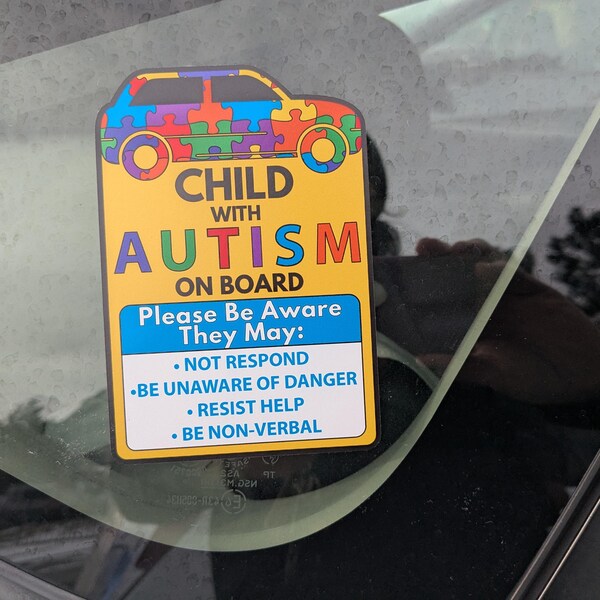 CHILD
WITH
AUTISM
ON BOARD
Please Be Aware
They May:
• NOT RESPOND
•BE UNAWARE OF DANGER
• RESIST HELP
• BE NON-VERBAL